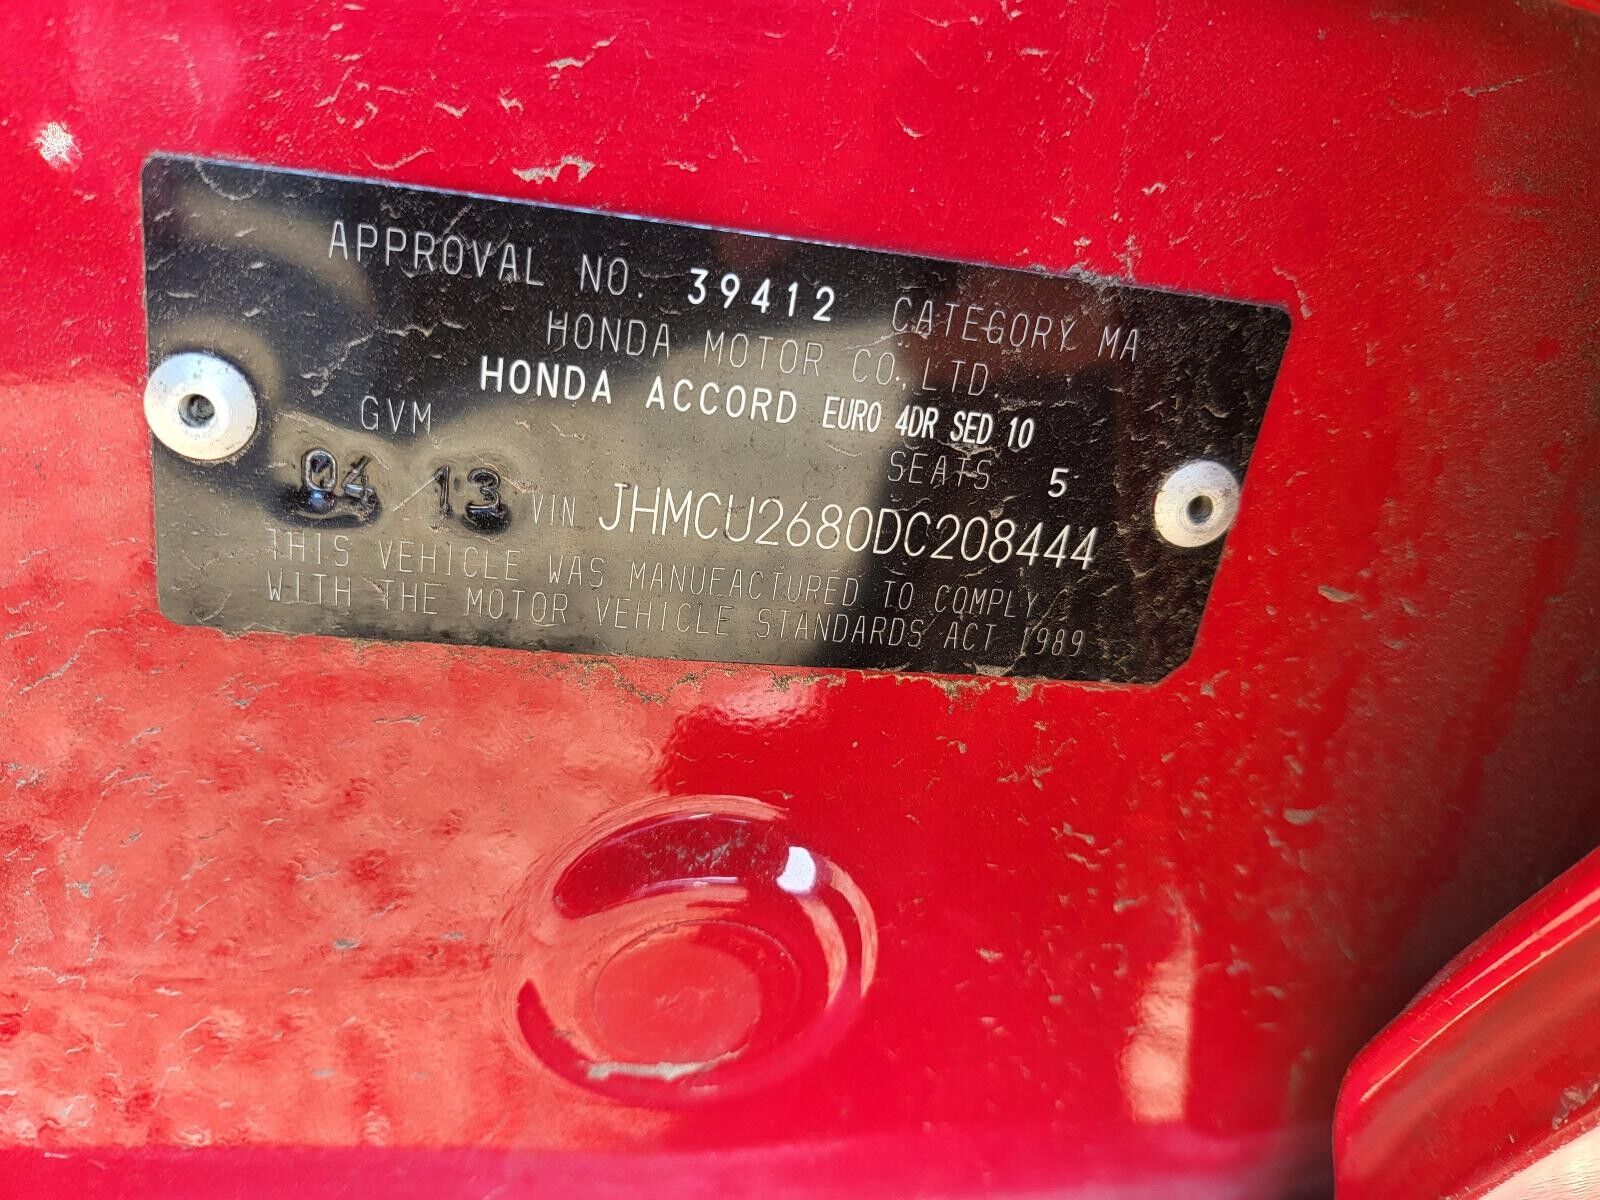 APPROVAL NO. 39412 CATEGORY MA
HONDA MOTOR CO.,LTD.
HONDA ACCORD EURO 4DR SED 10
GVM SEATS 5
04 13 VIN JHMCU2680DC208444
THIS VEHICLE WAS MANUFACTURED TO COMPLY
WITH THE MOTOR VEHICLE STANDARDS ACT 1989